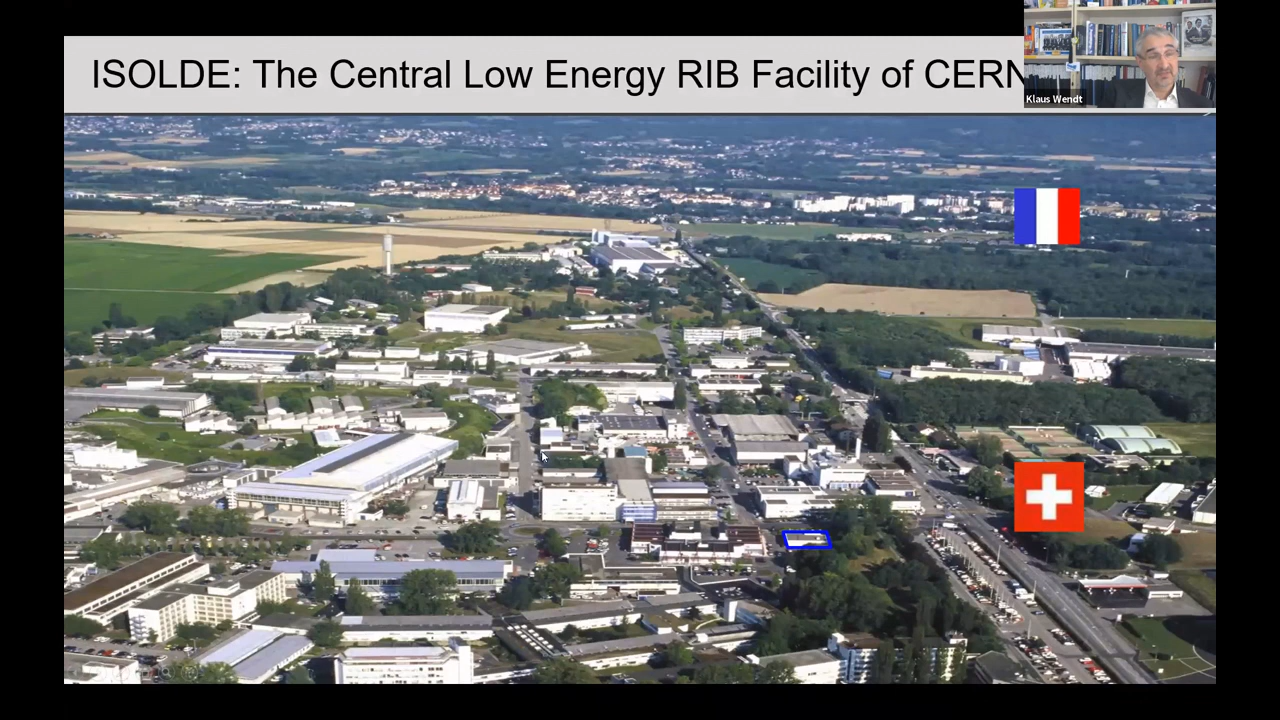 ISOLDE: The Central Low Energy RIB Facility of CERN
Klaus Wendt